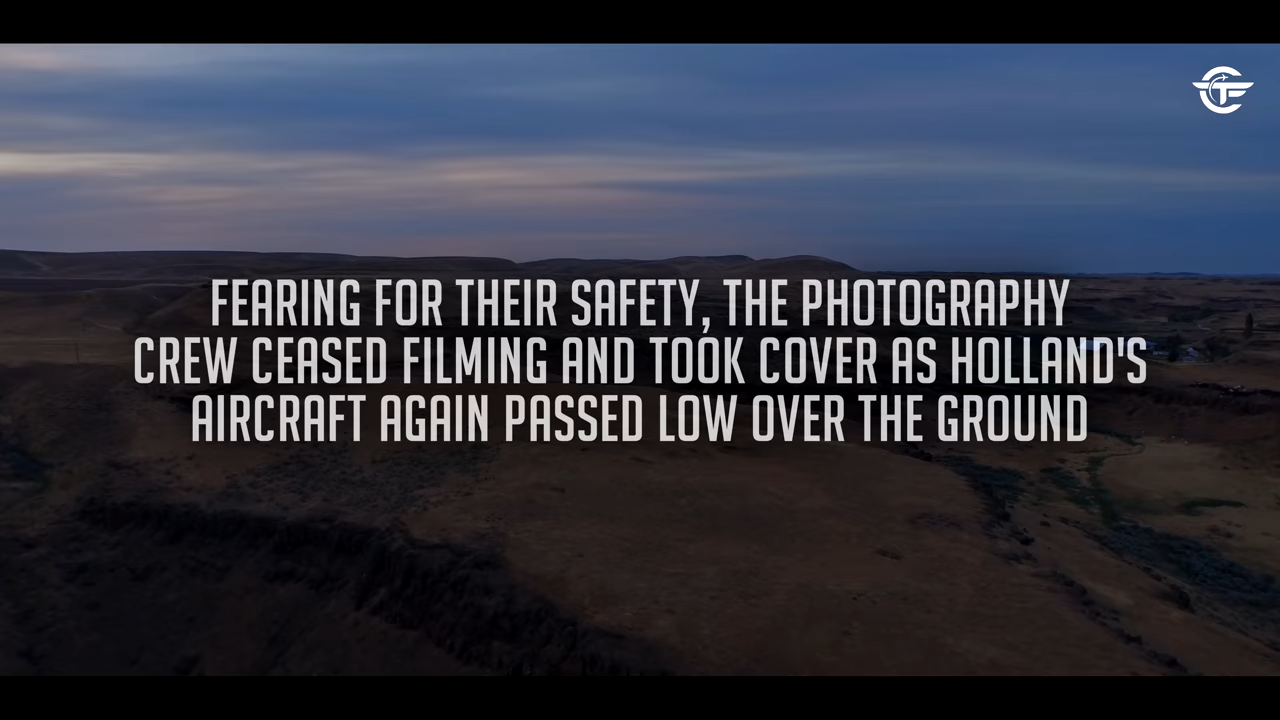 FEARING FOR THEIR SAFETY, THE PHOTOGRAPHY
CREW CEASED FILMING AND TOOK COVER AS HOLLAND'S
AIRCRAFT AGAIN PASSED LOW OVER THE GROUND